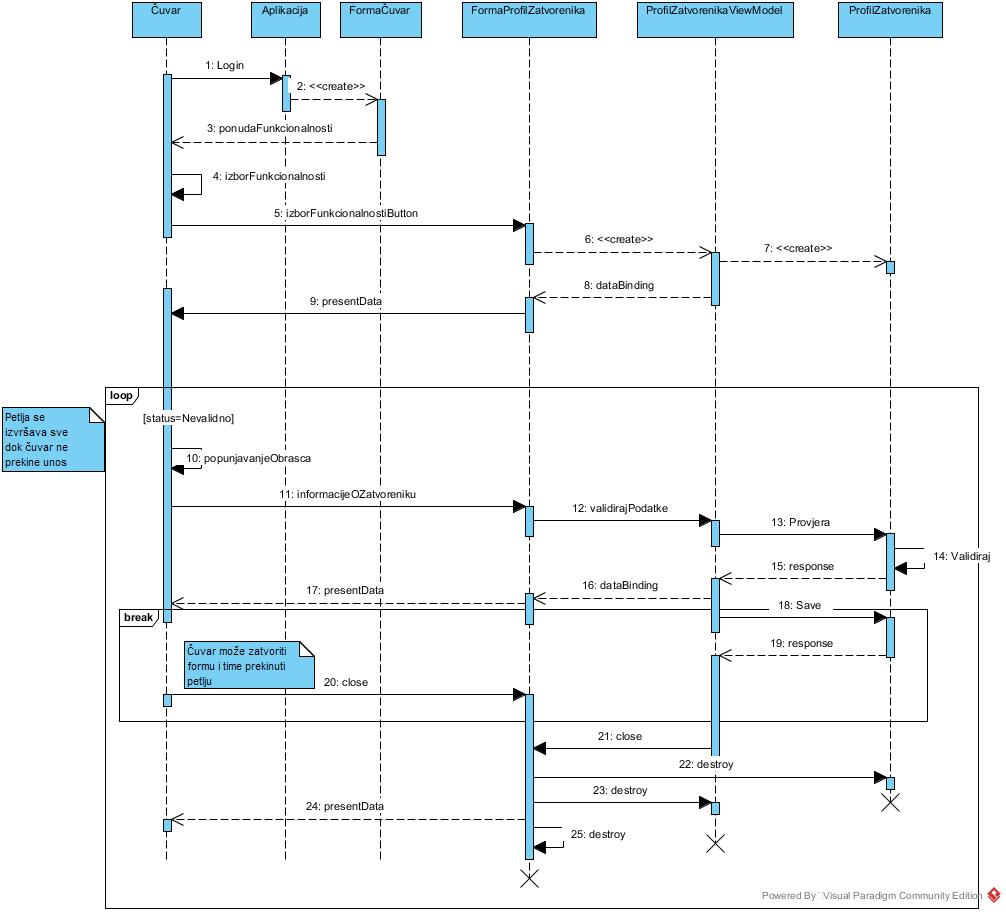 Čuvar
Aplikacija
FormaČuvar
FormaProfilZatvorenika
ProfilZatvorenikaViewModel
ProfilZatvorenika
1: Login
2: <<create>>
3: ponudaFunkcionalnosti
4: izborFunkcionalnosti
5: izborFunkcionalnostiButton
6: <<create>>
7: <<create>>
8: dataBinding
9: presentData
loop
[status=Nevalidno]
Petlja se
izvršava sve
dok čuvar ne
prekine unos
10: popunjavanjeObrasca
11: informacijeOZatvoreniku
12: validirajPodatke
13: Provjera
14: Validiraj
15: response
16: dataBinding
17: presentData
18: Save
break
19: response
Čuvar može zatvoriti
formu i time prekinuti
petlju
20: close
21: close
22: destroy
23: destroy
24: presentData
25: destroy
Powered By Visual Paradigm Community Edition